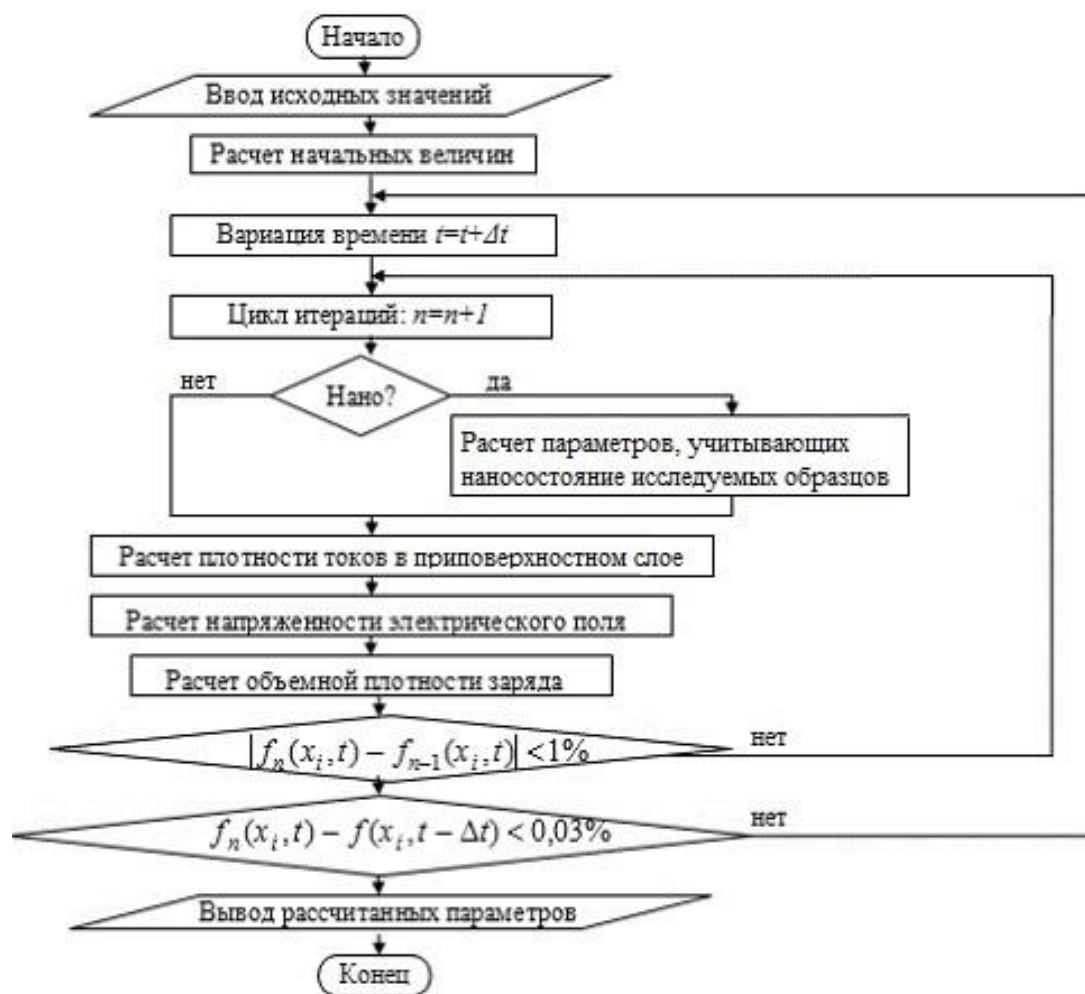 Начало
Ввод исходных значений
Расчет начальных величин
Вариация времени t=t+Δt
Цикл итераций: n=n+1
нет
да
Нано?
Расчет параметров, учитывающих
наносостояние исследуемых образцов
Расчет плотности токов в приповерхностном слое
Расчет напряженности электрического поля
Расчет объемной плотности заряда
|fₙ(xᵢ,t) − fₙ₋₁(xᵢ,t)| <1%
нет
fₙ(xᵢ,t) − f(xᵢ,t − Δt) < 0,03%
нет
Вывод рассчитанных параметров
Конец